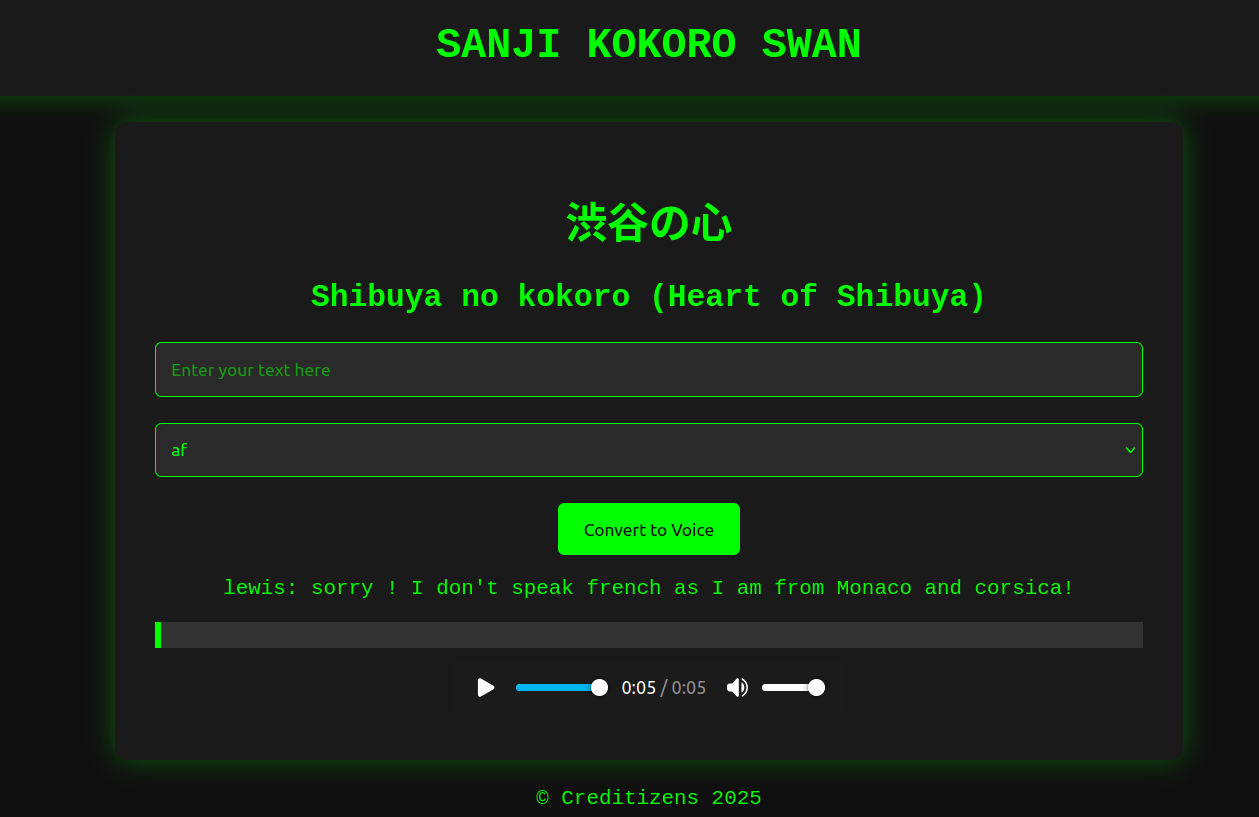 SANJI KOKORO SWAN
渋谷の心
Shibuya no kokoro (Heart of Shibuya)
Enter your text here
af
Convert to Voice
lewis: sorry ! I don't speak french as I am from Monaco and corsica!
0:05 / 0:05
© Creditizens 2025